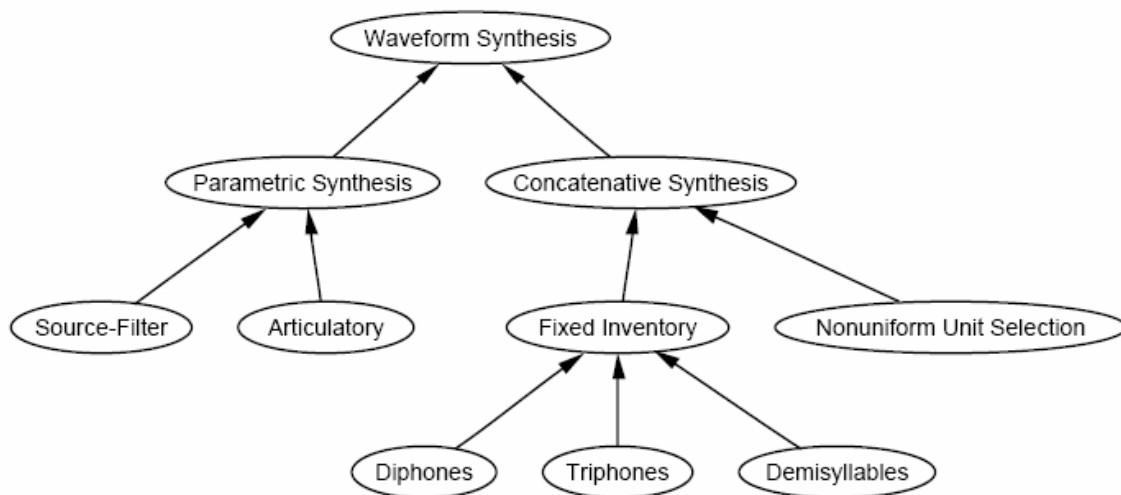 Waveform Synthesis
Parametric Synthesis
Concatenative Synthesis
Source-Filter
Articulatory
Fixed Inventory
Nonuniform Unit Selection
Diphones
Triphones
Demisyllables